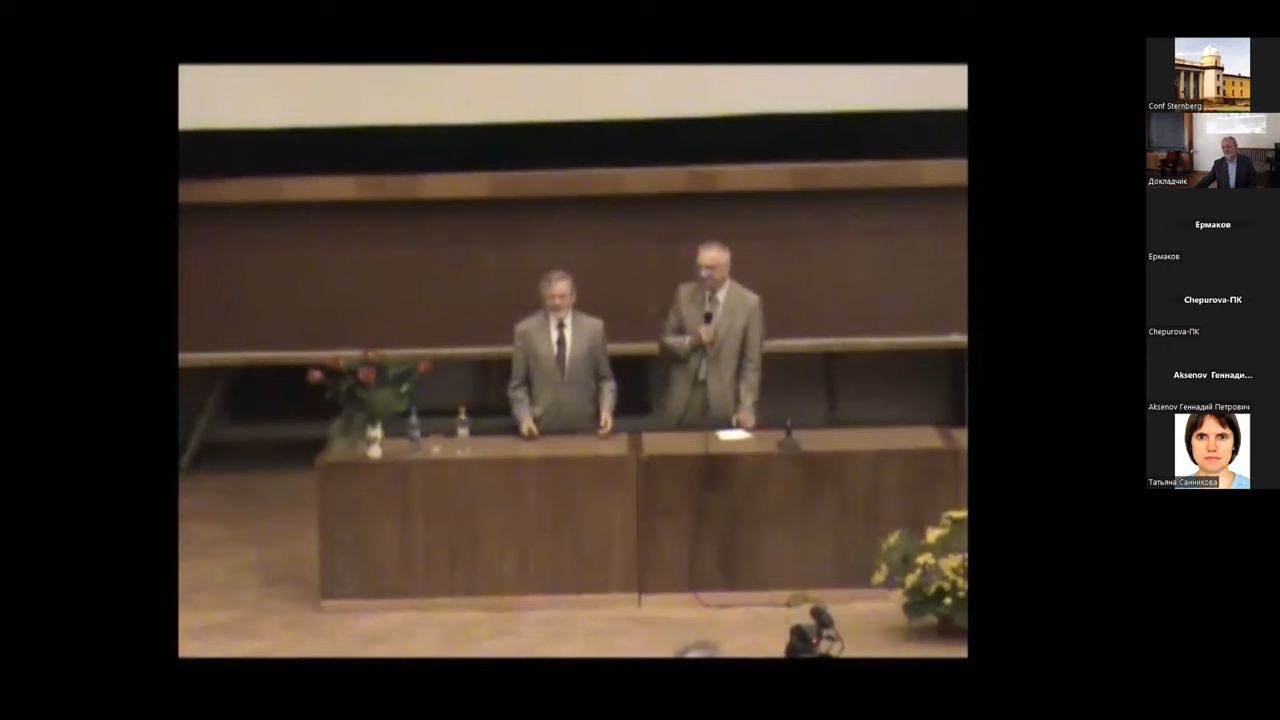 Conf Sternberg
Докладчик
Ермаков
Ермаков
Chepurova-ПК
Chepurova-ПК
Aksenov Геннади...
Aksenov Геннадий Петрович
Татьяна Санникова